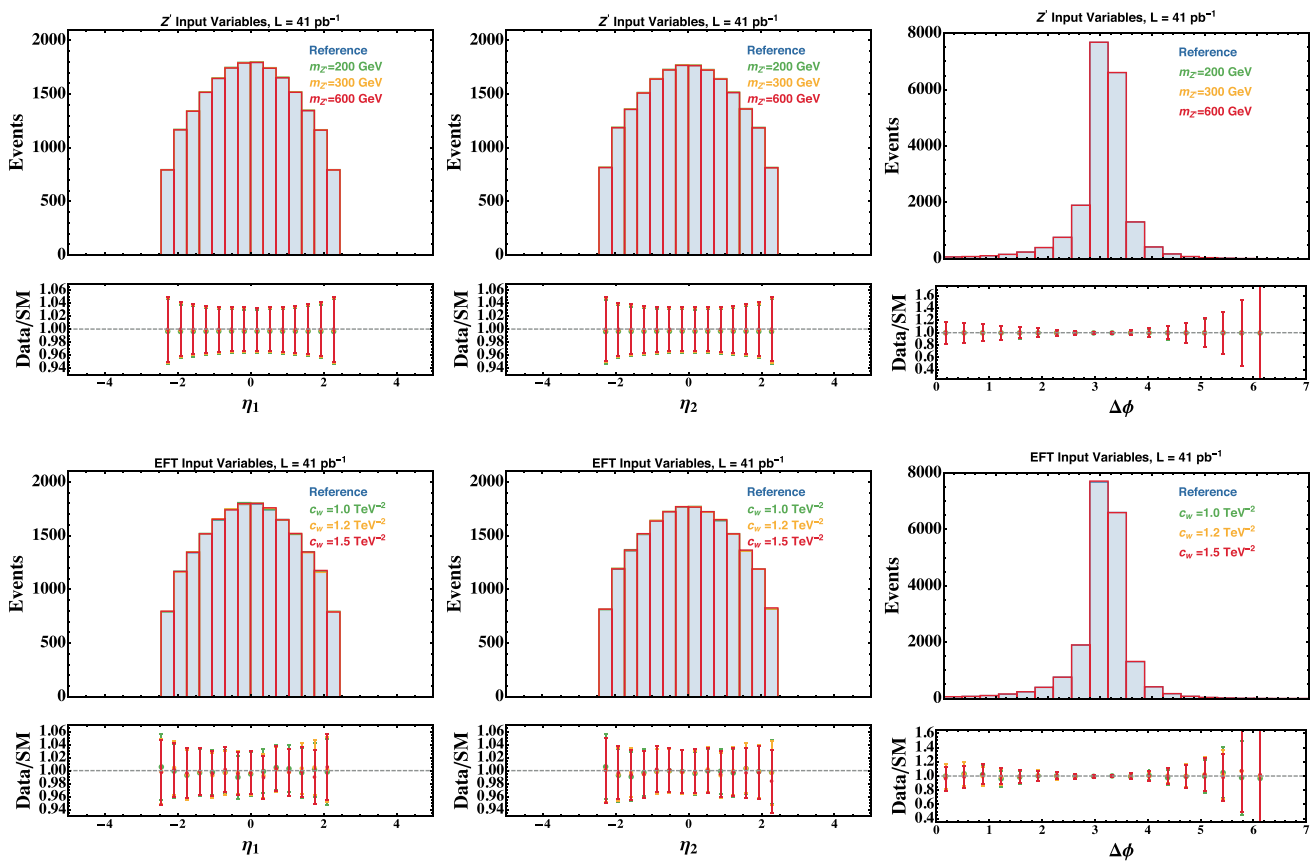 Z′ Input Variables, L = 41 pb⁻¹
2000
1500
1000
500
0
Events
Reference
m_Z′=200 GeV
m_Z′=300 GeV
m_Z′=600 GeV
1.06
1.04
1.02
1.00
0.98
0.96
0.94
Data/SM
−4 −2 0 2 4
η₁
Z′ Input Variables, L = 41 pb⁻¹
2000
1500
1000
500
0
Events
Reference
m_Z′=200 GeV
m_Z′=300 GeV
m_Z′=600 GeV
1.06
1.04
1.02
1.00
0.98
0.96
0.94
Data/SM
−4 −2 0 2 4
η₂
Z′ Input Variables, L = 41 pb⁻¹
8000
6000
4000
2000
0
Events
Reference
m_Z′=200 GeV
m_Z′=300 GeV
m_Z′=600 GeV
1.6
1.4
1.2
1.0
0.8
0.6
0.4
Data/SM
0 1 2 3 4 5 6 7
Δϕ
EFT Input Variables, L = 41 pb⁻¹
2000
1500
1000
500
0
Events
Reference
c_w =1.0 TeV⁻²
c_w =1.2 TeV⁻²
c_w =1.5 TeV⁻²
1.06
1.04
1.02
1.00
0.98
0.96
0.94
Data/SM
−4 −2 0 2 4
η₁
EFT Input Variables, L = 41 pb⁻¹
2000
1500
1000
500
0
Events
Reference
c_w =1.0 TeV⁻²
c_w =1.2 TeV⁻²
c_w =1.5 TeV⁻²
1.06
1.04
1.02
1.00
0.98
0.96
0.94
Data/SM
−4 −2 0 2 4
η₂
EFT Input Variables, L = 41 pb⁻¹
8000
6000
4000
2000
0
Events
Reference
c_w =1.0 TeV⁻²
c_w =1.2 TeV⁻²
c_w =1.5 TeV⁻²
1.6
1.4
1.2
1.0
0.8
0.6
0.4
Data/SM
0 1 2 3 4 5 6 7
Δϕ